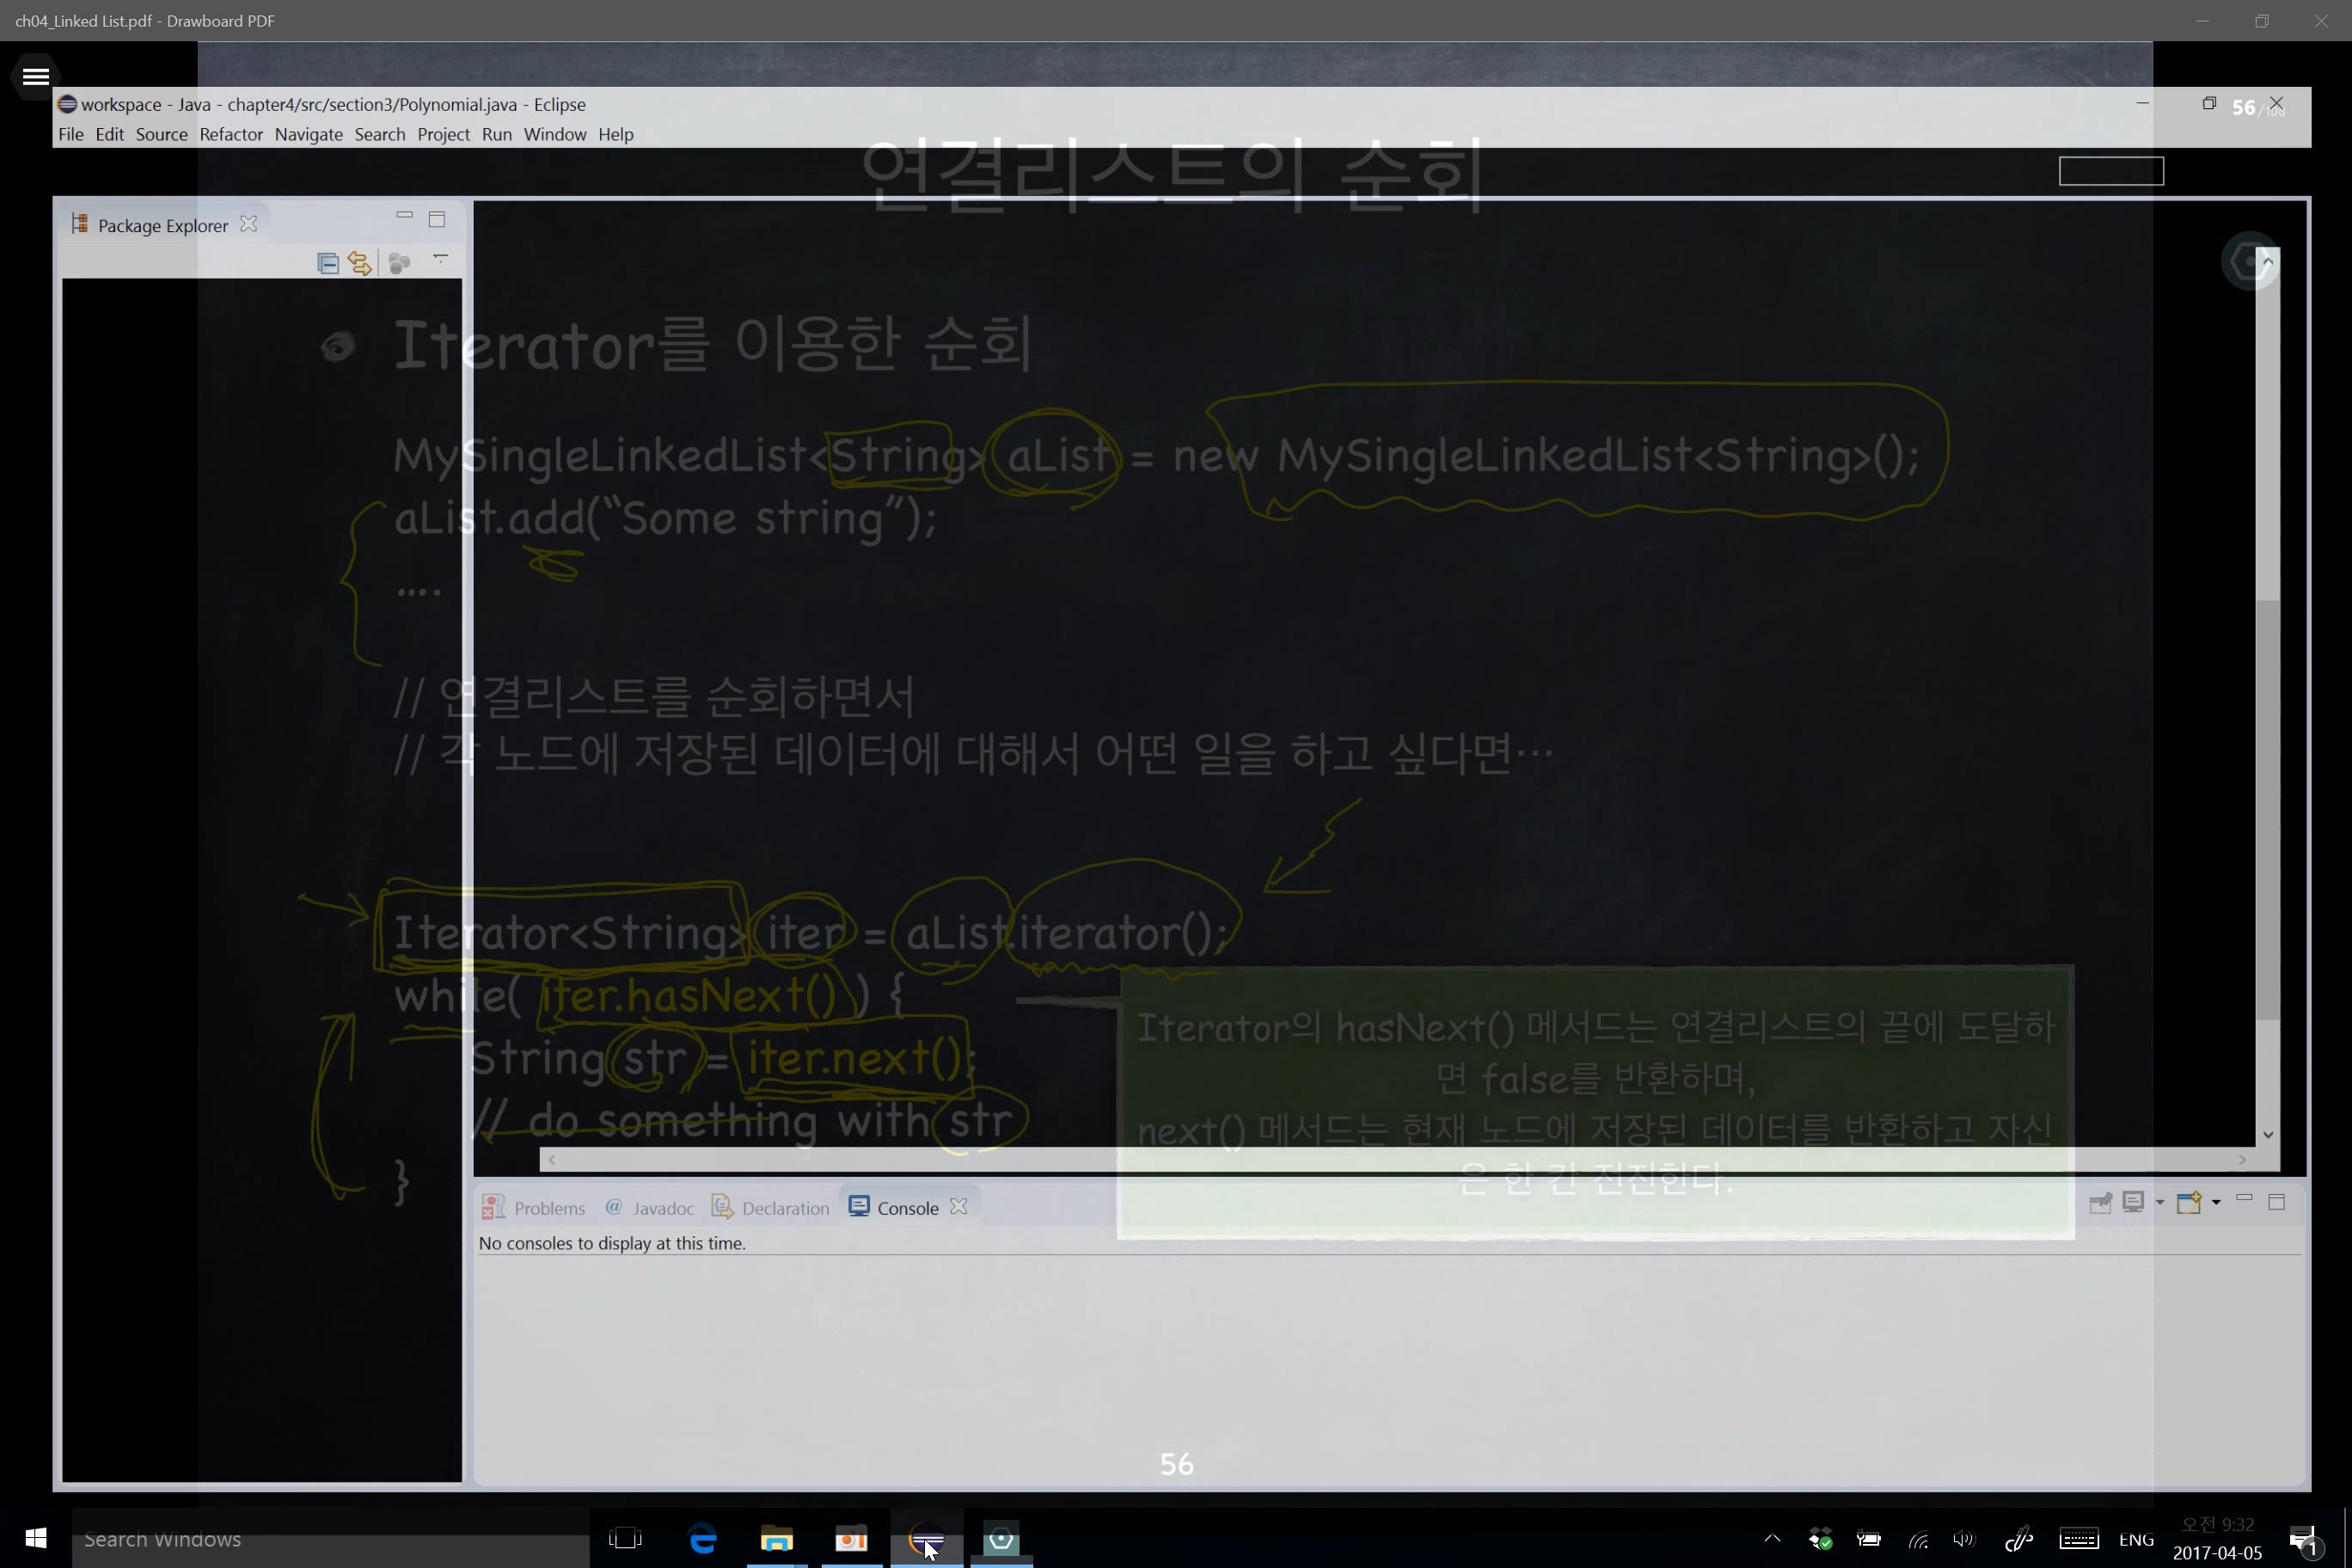 ch04_Linked List.pdf - Drawboard PDF
workspace - Java - chapter4/src/section3/Polynomial.java - Eclipse
56/108
File Edit Source Refactor Navigate Search Project Run Window Help
연결리스트의 순회
Package Explorer
Iterator를 이용한 순회
MySingleLinkedList<String> aList = new MySingleLinkedList<String>();
aList.add(“Some string”);
....
// 연결리스트를 순회하면서
// 각 노드에 저장된 데이터에 대해서 어떤 일을 하고 싶다면…
Iterator<String> iter = aList.iterator();
while( iter.hasNext() ) {
String str = iter.next();
// do something with str
}
Iterator의 hasNext() 메서드는 연결리스트의 끝에 도달하
면 false를 반환하며,
next() 메서드는 현재 노드에 저장된 데이터를 반환하고 자신
은 한 칸 전진한다.
Problems @ Javadoc Declaration Console
No consoles to display at this time.
56
Search Windows
ENG
오전 9:32
2017-04-05
1